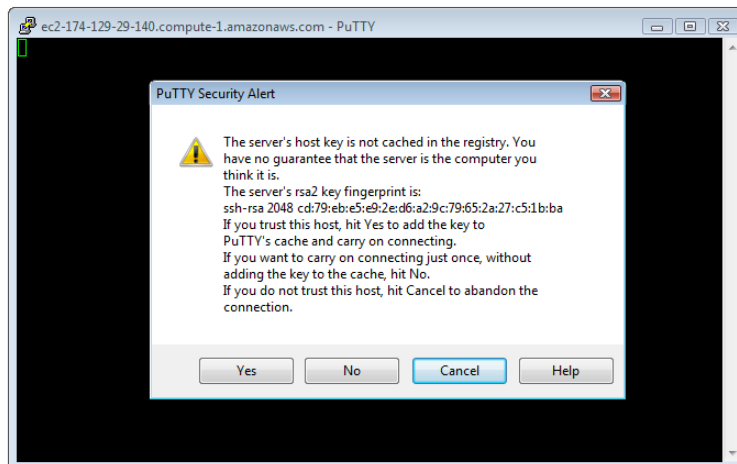 ec2-174-129-29-140.compute-1.amazonaws.com - PuTTY
PuTTY Security Alert
The server's host key is not cached in the registry. You
have no guarantee that the server is the computer you
think it is.
The server's rsa2 key fingerprint is:
ssh-rsa 2048 cd:79:eb:e5:e9:2e:d6:a2:9c:79:65:2a:27:c5:1b:ba
If you trust this host, hit Yes to add the key to
PuTTY's cache and carry on connecting.
If you want to carry on connecting just once, without
adding the key to the cache, hit No.
If you do not trust this host, hit Cancel to abandon the
connection.
Yes No Cancel Help